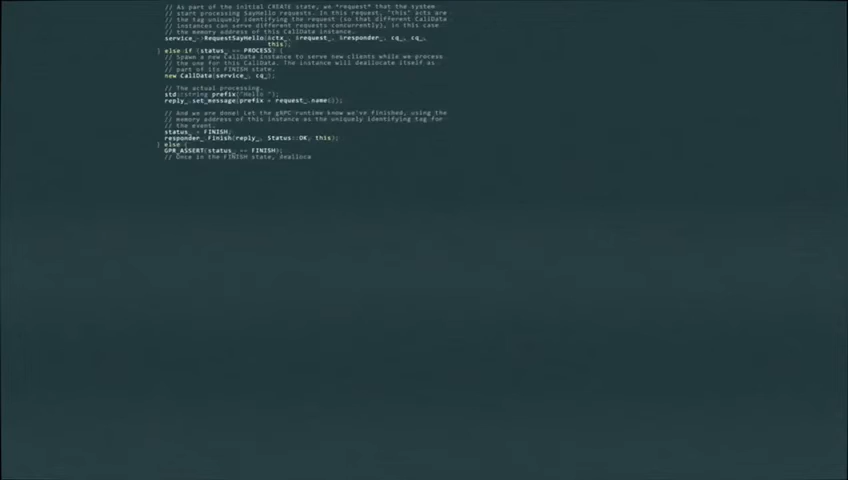 // As part of the initial CREATE state, we *request* that the system
// start processing SayHello requests. In this request, "this" acts are
// the tag uniquely identifying the request (so that different CallData
// instances can serve different requests concurrently), in this case
// the memory address of this CallData instance.
service_->RequestSayHello(&ctx_, &request_, &responder_, cq_, cq_,
this);
} else if (status_ == PROCESS) {
// Spawn a new CallData instance to serve new clients while we process
// the one for this CallData. The instance will deallocate itself as
// part of its FINISH state.
new CallData(service_, cq_);
// The actual processing.
std::string prefix("Hello ");
reply_.set_message(prefix + request_.name());
// And we are done! Let the gRPC runtime know we've finished, using the
// memory address of this instance as the uniquely identifying tag for
// the event.
status_ = FINISH;
responder_.Finish(reply_, Status::OK, this);
} else {
GPR_ASSERT(status_ == FINISH);
// Once in the FINISH state, dealloca